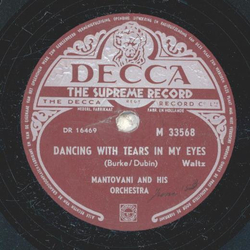 DECCA
THE SUPREME RECORD
THE DECCA RECORD Co Ltd
DR 16469 M 33568
DANCING WITH TEARS IN MY EYES
(Burke/Dubin) Waltz
MANTOVANI AND HIS
ORCHESTRA